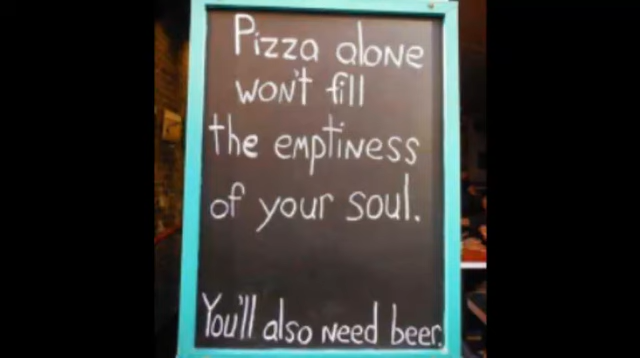 Pizza alone
won't fill
the emptiness
of your soul.
You'll also need beer.